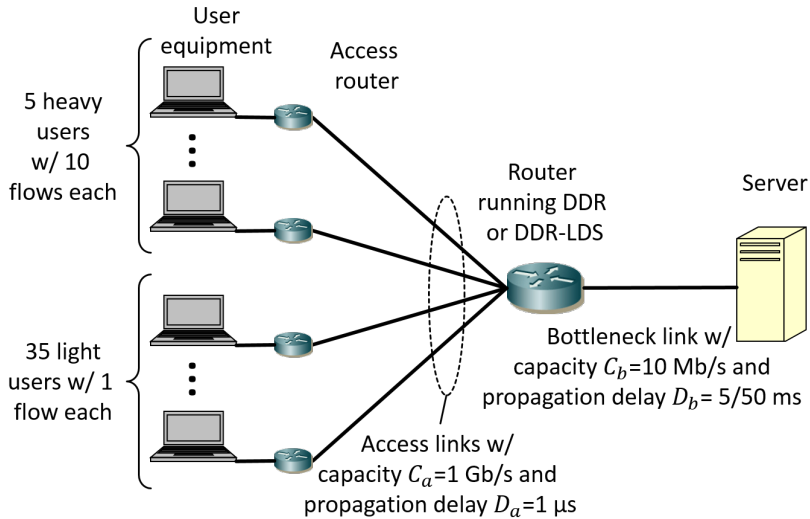 User
equipment
Access
router
5 heavy
users
w/ 10
flows each
Router
running DDR
or DDR-LDS
Server
35 light
users w/ 1
flow each
Bottleneck link w/
capacity C_b=10 Mb/s and
propagation delay D_b= 5/50 ms
Access links w/
capacity C_a=1 Gb/s and
propagation delay D_a=1 μs